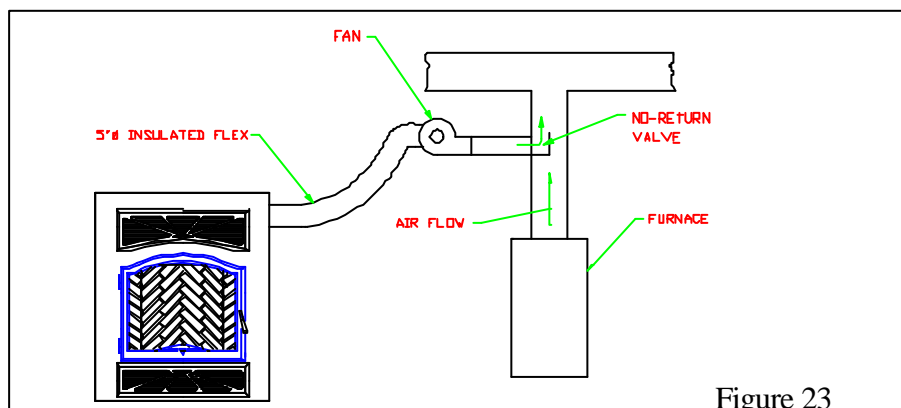 FAN
5"ø INSULATED FLEX
NO-RETURN
VALVE
AIR FLOW
FURNACE
Figure 23